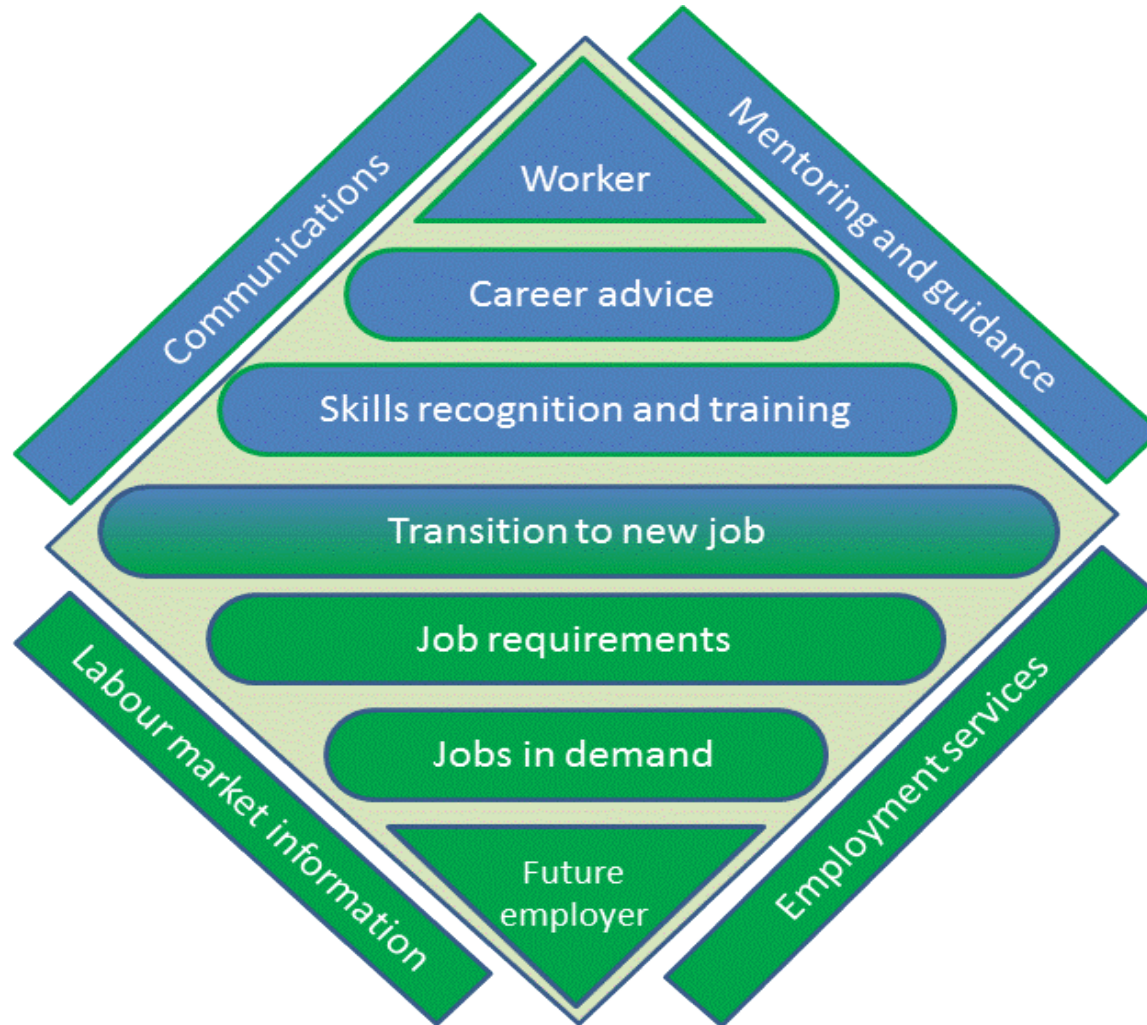 Communications
Mentoring and guidance
Worker
Career advice
Skills recognition and training
Transition to new job
Job requirements
Jobs in demand
Future
employer
Labour market information
Employment services